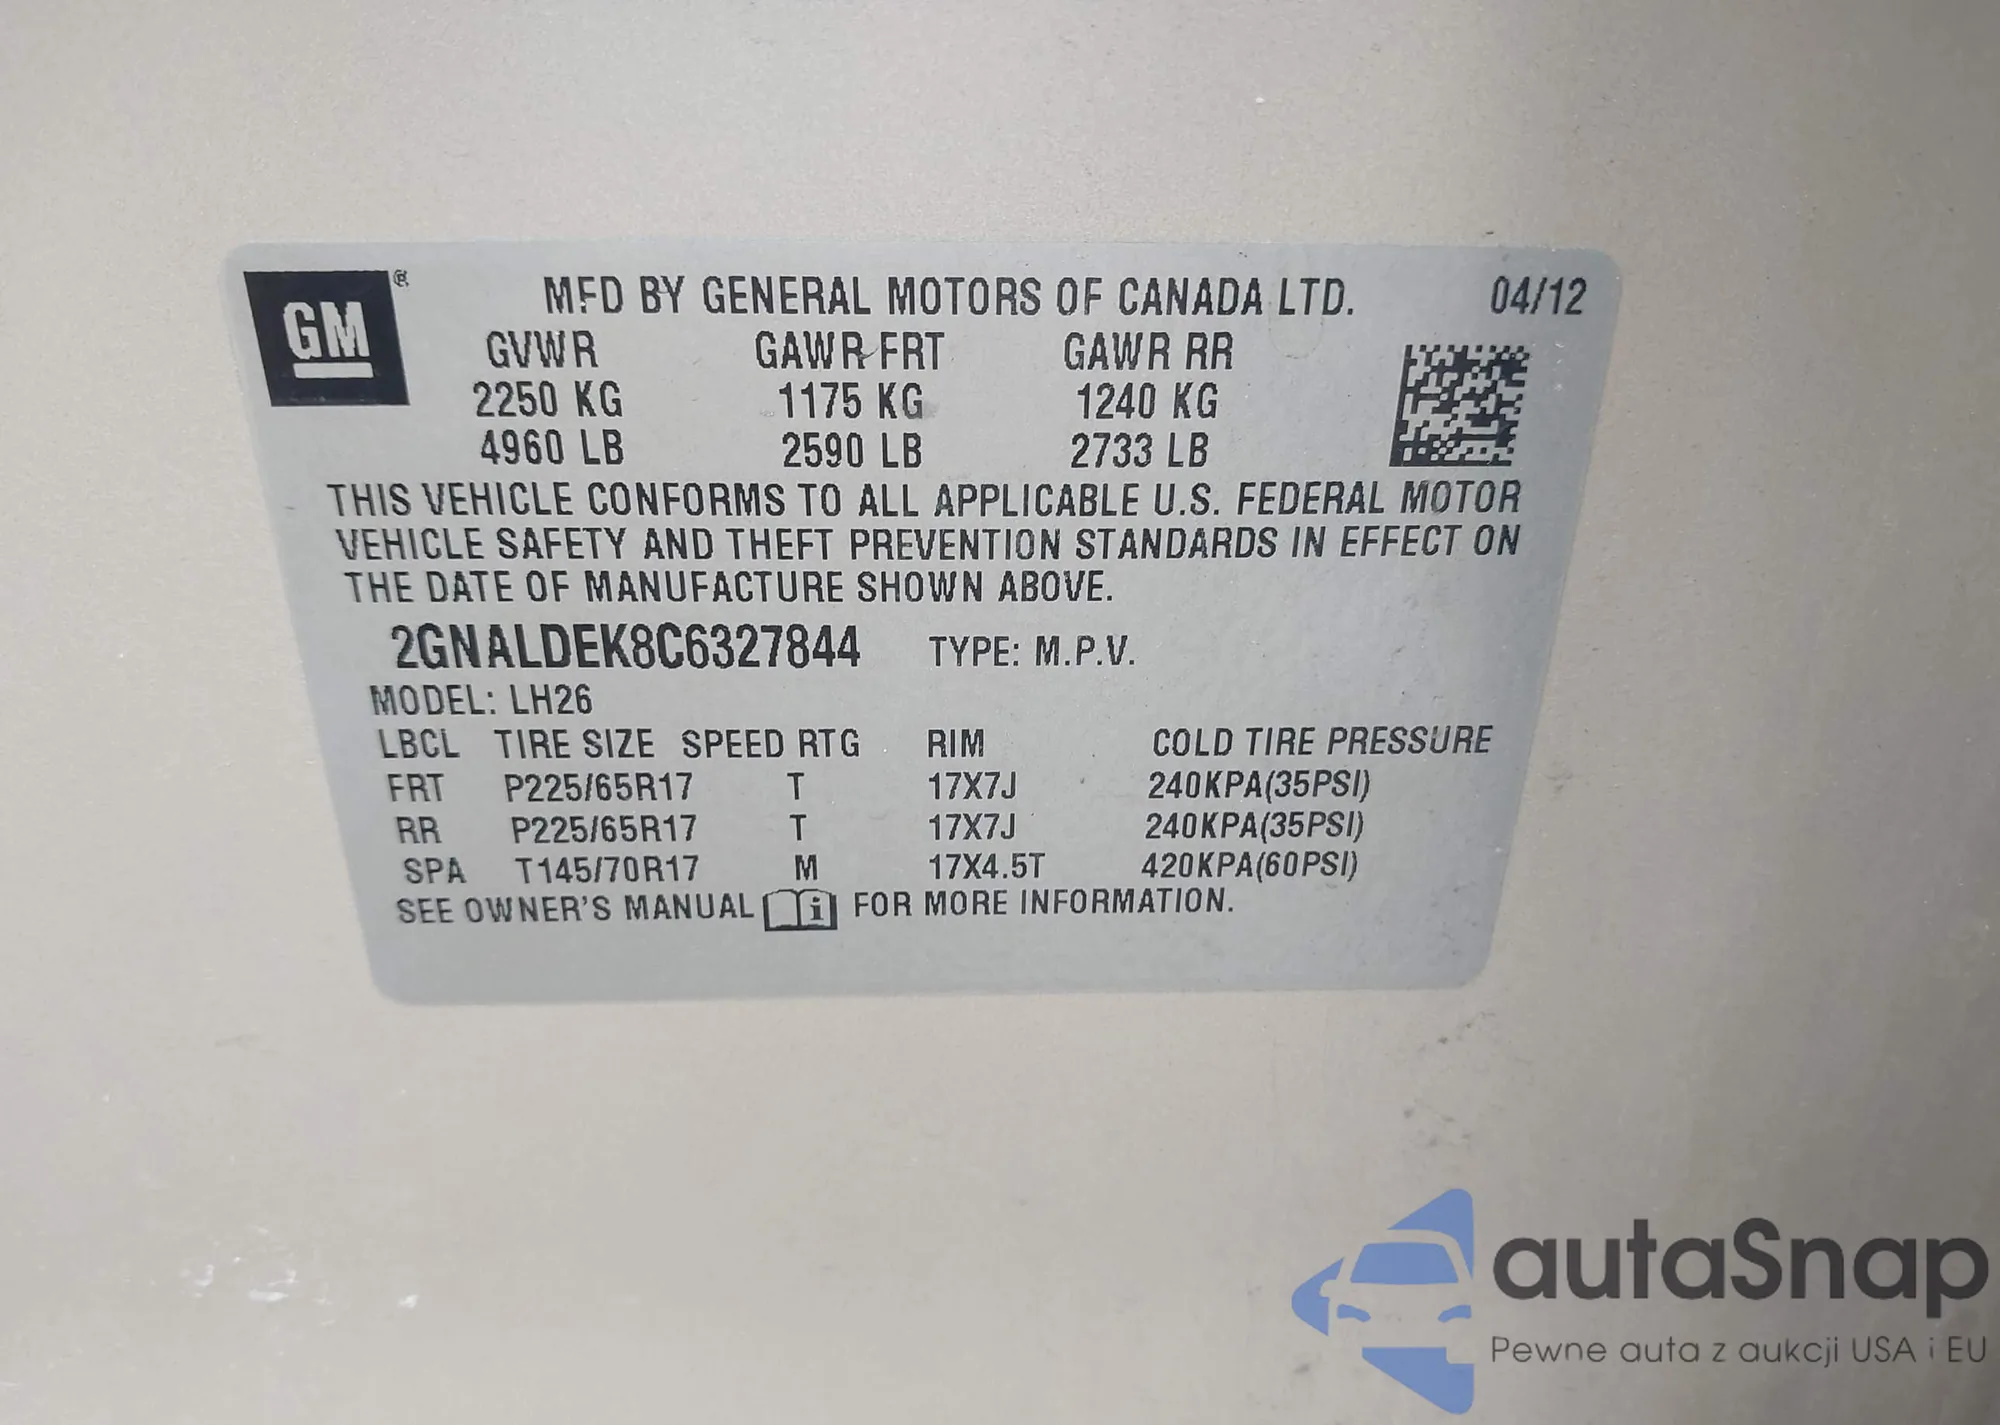 GM ®
MFD BY GENERAL MOTORS OF CANADA LTD. 04/12
GVWR GAWR FRT GAWR RR
2250 KG 1175 KG 1240 KG
4960 LB 2590 LB 2733 LB
THIS VEHICLE CONFORMS TO ALL APPLICABLE U.S. FEDERAL MOTOR
VEHICLE SAFETY AND THEFT PREVENTION STANDARDS IN EFFECT ON
THE DATE OF MANUFACTURE SHOWN ABOVE.
2GNALDEK8C6327844 TYPE: M.P.V.
MODEL: LH26
LBCL TIRE SIZE SPEED RTG RIM COLD TIRE PRESSURE
FRT P225/65R17 T 17X7J 240KPA(35PSI)
RR P225/65R17 T 17X7J 240KPA(35PSI)
SPA T145/70R17 M 17X4.5T 420KPA(60PSI)
SEE OWNER'S MANUAL i FOR MORE INFORMATION.
autaSnap
Pewne auta z aukcji USA i EU